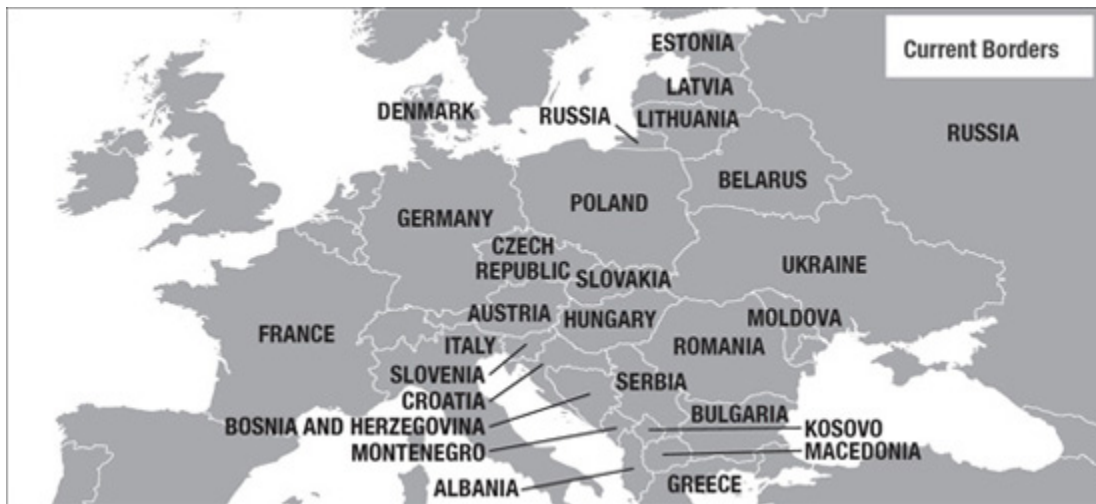 ESTONIA
Current Borders
LATVIA
DENMARK
RUSSIA
LITHUANIA
RUSSIA
BELARUS
POLAND
GERMANY
CZECH
REPUBLIC
SLOVAKIA
UKRAINE
AUSTRIA
HUNGARY
MOLDOVA
FRANCE
ITALY
ROMANIA
SLOVENIA
SERBIA
CROATIA
BULGARIA
BOSNIA AND HERZEGOVINA
KOSOVO
MONTENEGRO
MACEDONIA
ALBANIA
GREECE